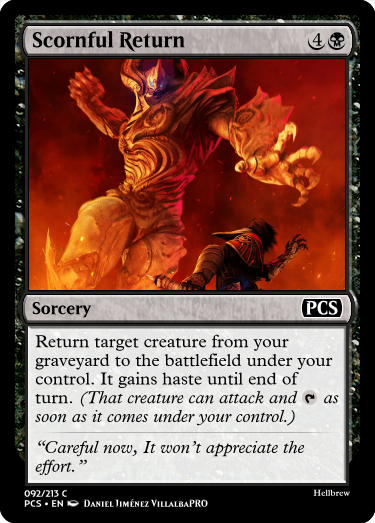 Scornful Return 4
Sorcery PCS
Return target creature from your
graveyard to the battlefield under your
control. It gains haste until end of
turn. (That creature can attack and as
soon as it comes under your control.)
“Careful now, It won’t appreciate the
effort.”
092/213 C Hellbrew
PCS • EN Daniel Jiménez VillalbaPRO